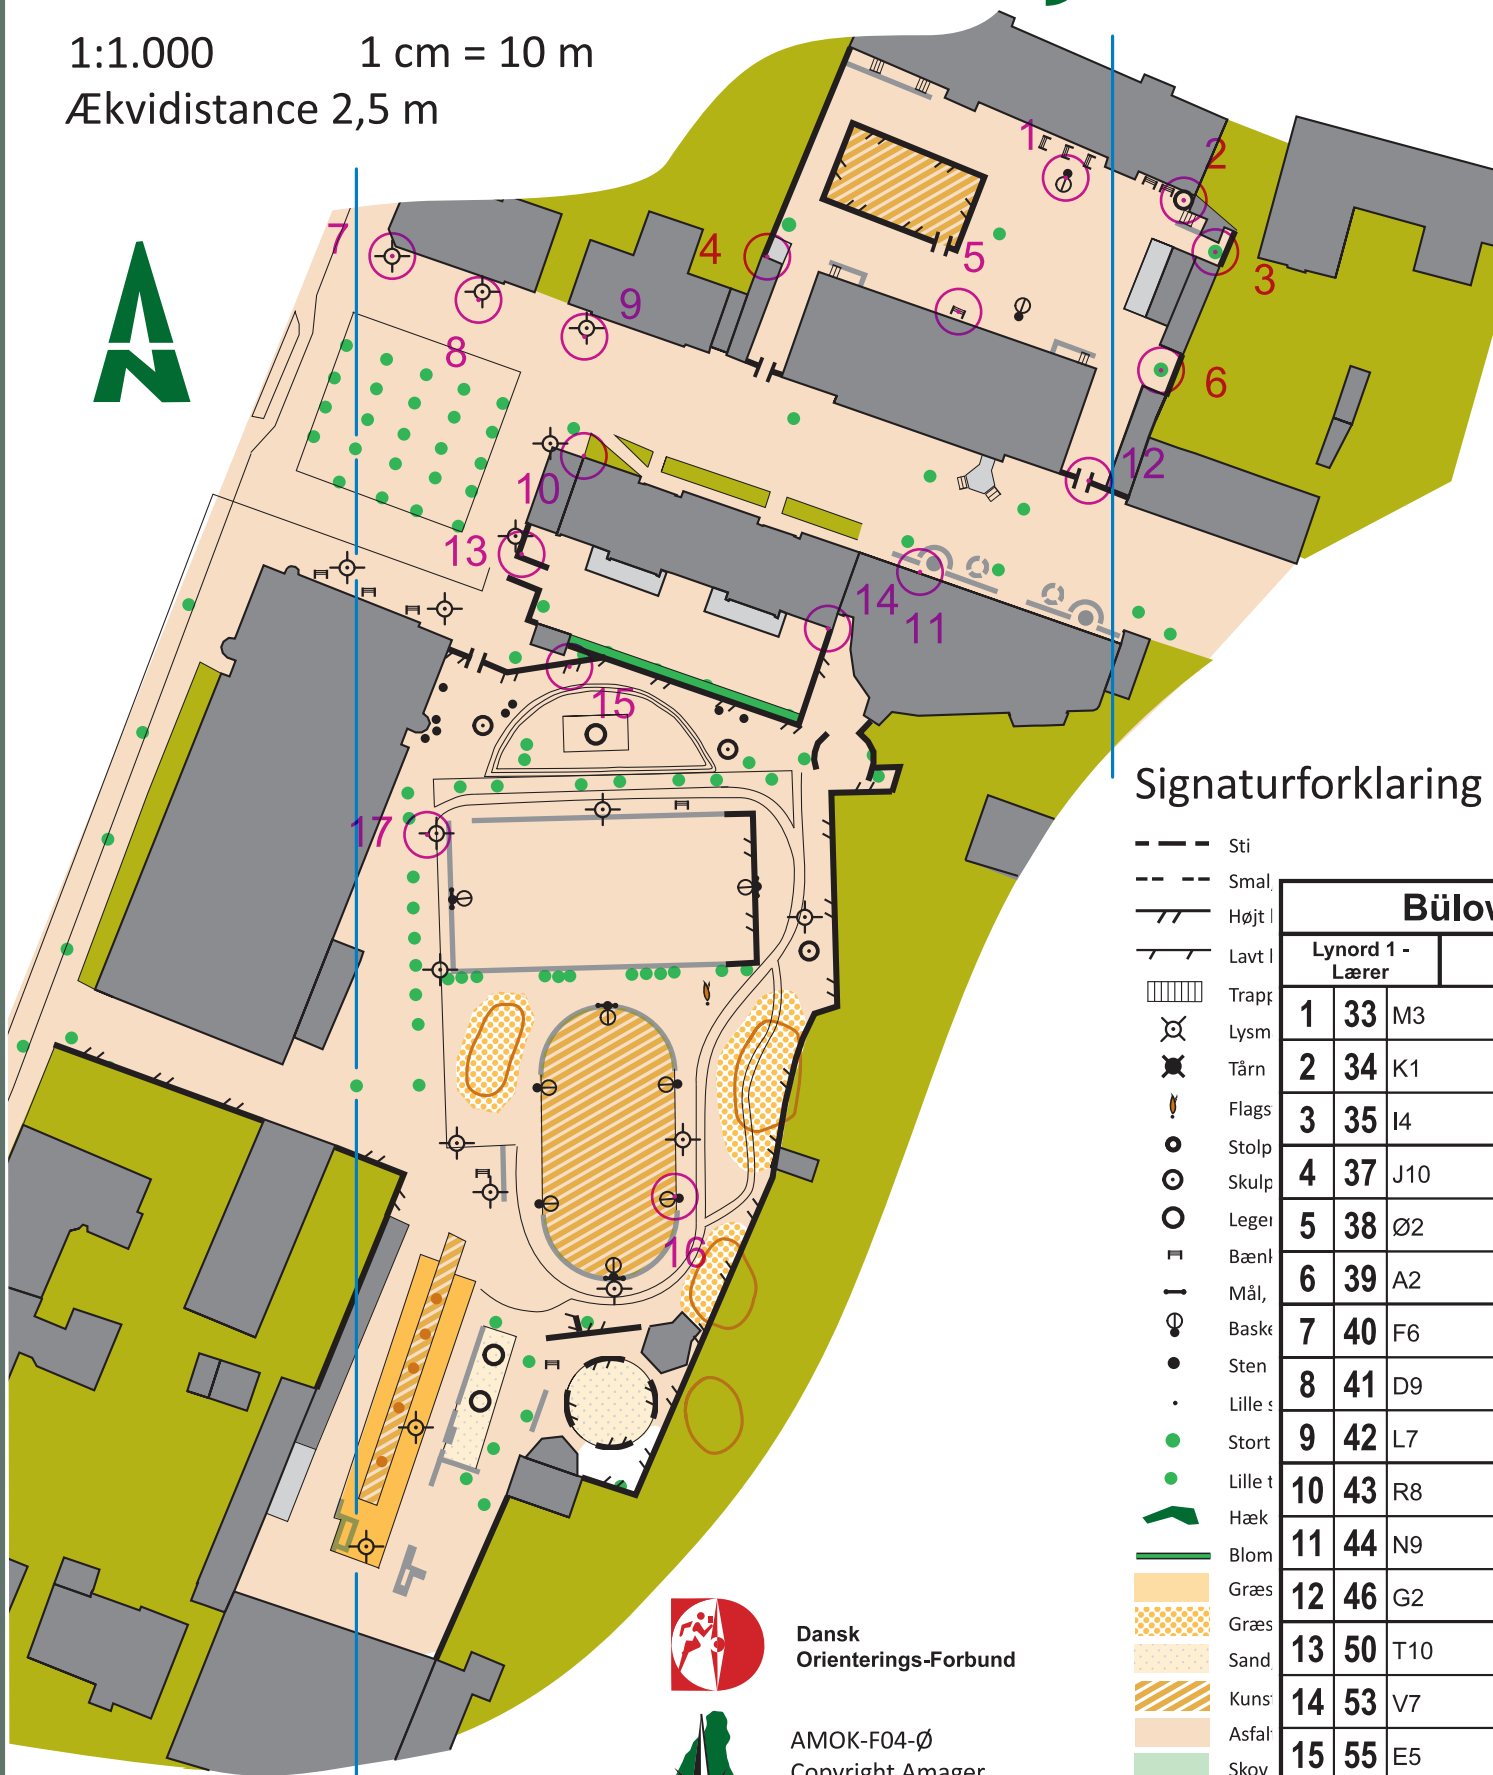 1:1.000 1 cm = 10 m
Ækvidistance 2,5 m
1
2
7
4
5
3
9
8
6
12
10
13
14
11
15
17
16
Signaturforklaring
Sti
Smal
Højt
Lavt
Trapp
Lysm
Tårn
Flags
Stolp
Skulp
Leger
Bænk
Mål,
Baske
Sten
Lille s
Stort
Lille t
Hæk
Blom
Græs
Græs
Sand
Kuns
Asfal
Skov
Bülow
Lynord 1 -
Lærer
1 33 M3
2 34 K1
3 35 I4
4 37 J10
5 38 Ø2
6 39 A2
7 40 F6
8 41 D9
9 42 L7
10 43 R8
11 44 N9
12 46 G2
13 50 T10
14 53 V7
15 55 E5
Dansk
Orienterings-Forbund
AMOK-F04-Ø
Copyright Amager